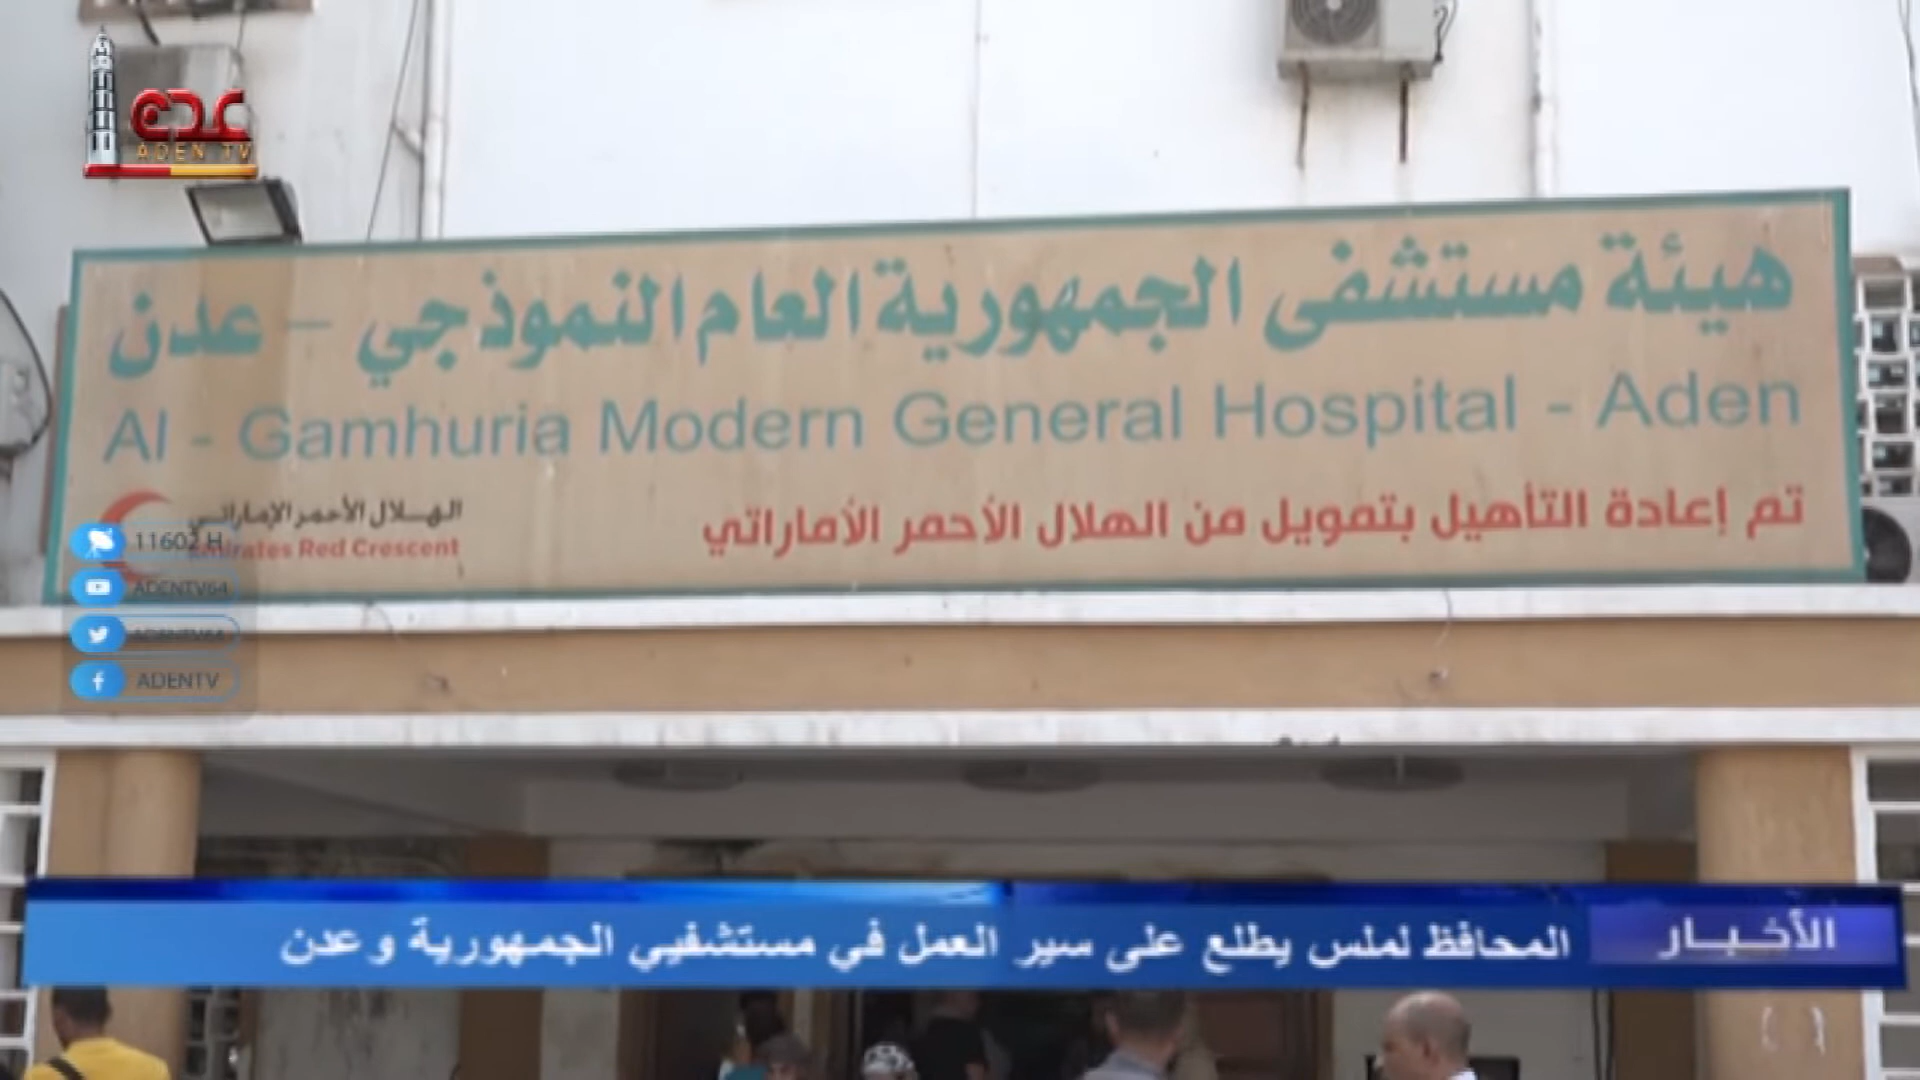 عدن
ADEN TV
هيئة مستشفى الجمهورية العام النموذجي - عدن
Al - Gamhuria Modern General Hospital - Aden
تم إعادة التأهيل بتمويل من الهلال الأحمر الأماراتي
الهلال الأحمر الإماراتي
Emirates Red Crescent
11602 H
ADENTV64
ADENTV64
ADENTV
الأخبار
المحافظ لملس يطلع على سير العمل في مستشفيي الجمهورية وعدن